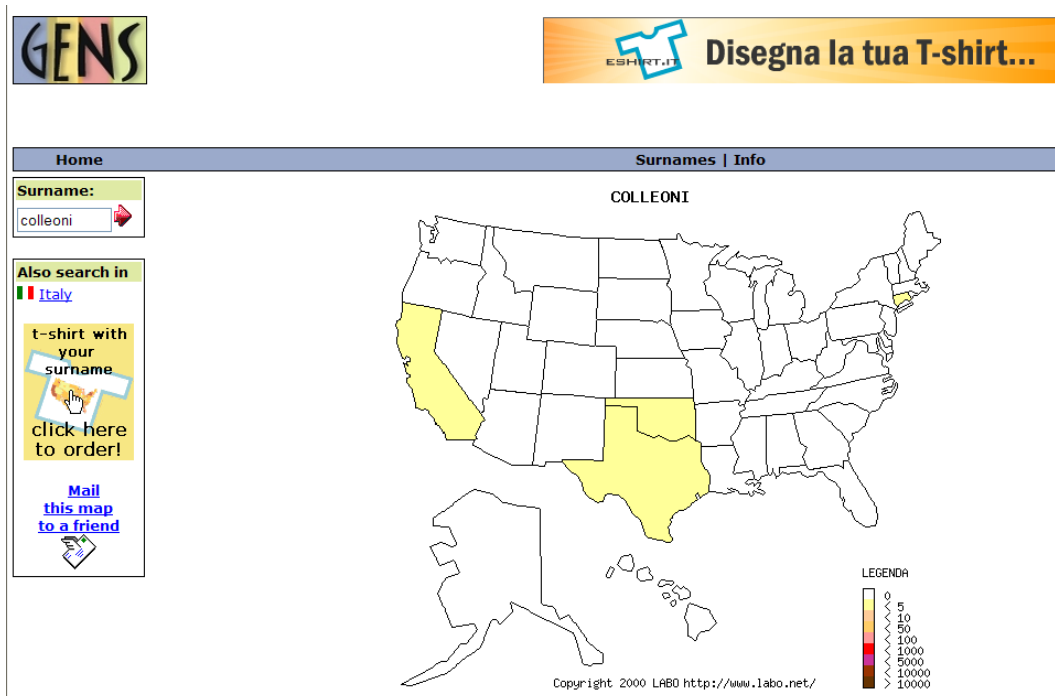 GENS
ESHIRT.IT
Disegna la tua T-shirt...
Home
Surnames | Info
Surname:
colleoni
Also search in
Italy
t-shirt with
your
surname
click here
to order!
Mail
this map
to a friend
COLLEONI
LEGENDA
0
< 5
< 10
< 50
< 100
< 1000
< 5000
< 10000
> 10000
Copyright 2000 LABO http://www.labo.net/